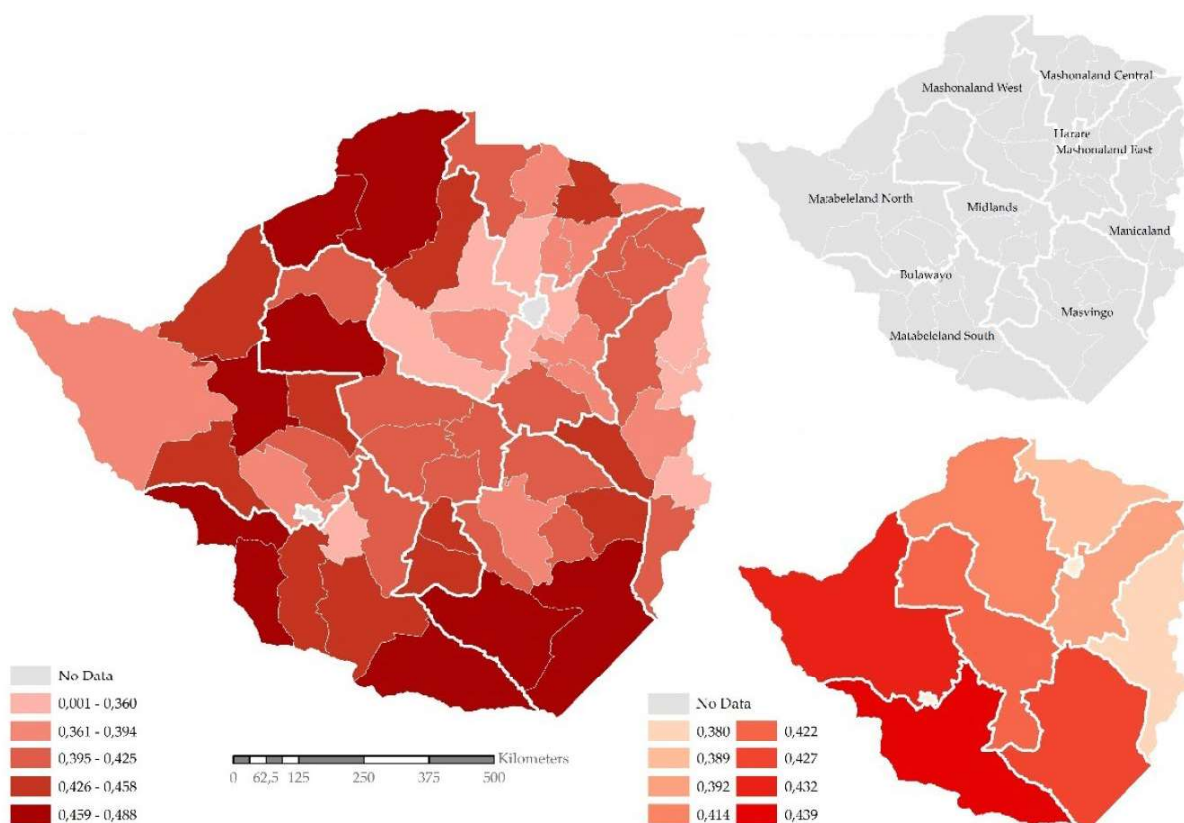 Mashonaland Central
Mashonaland West
Harare
Mashonaland East
Matabeleland North
Midlands
Manicaland
Bulawayo
Masvingo
Matabeleland South
No Data
0,001 - 0,360
0,361 - 0,394
0,395 - 0,425
0,426 - 0,458
0,459 - 0,488
Kilometers
0 62,5 125 250 375 500
No Data
0,380 0,422
0,389 0,427
0,392 0,432
0,414 0,439